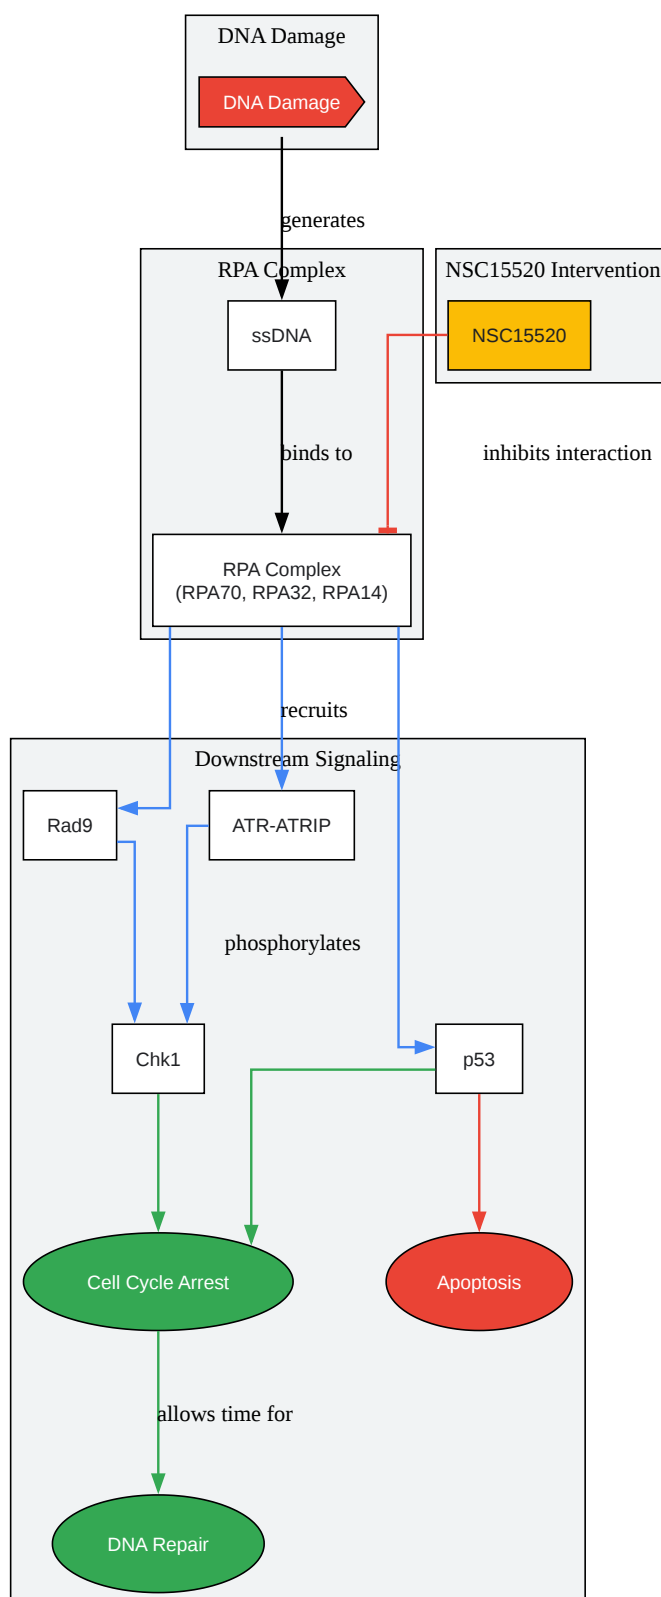 DNA Damage
DNA Damage
generates
RPA Complex
NSC15520 Intervention
ssDNA
NSC15520
binds to
inhibits interaction
RPA Complex
(RPA70, RPA32, RPA14)
recruits
Downstream Signaling
Rad9
ATR-ATRIP
phosphorylates
Chk1
p53
Cell Cycle Arrest
Apoptosis
allows time for
DNA Repair